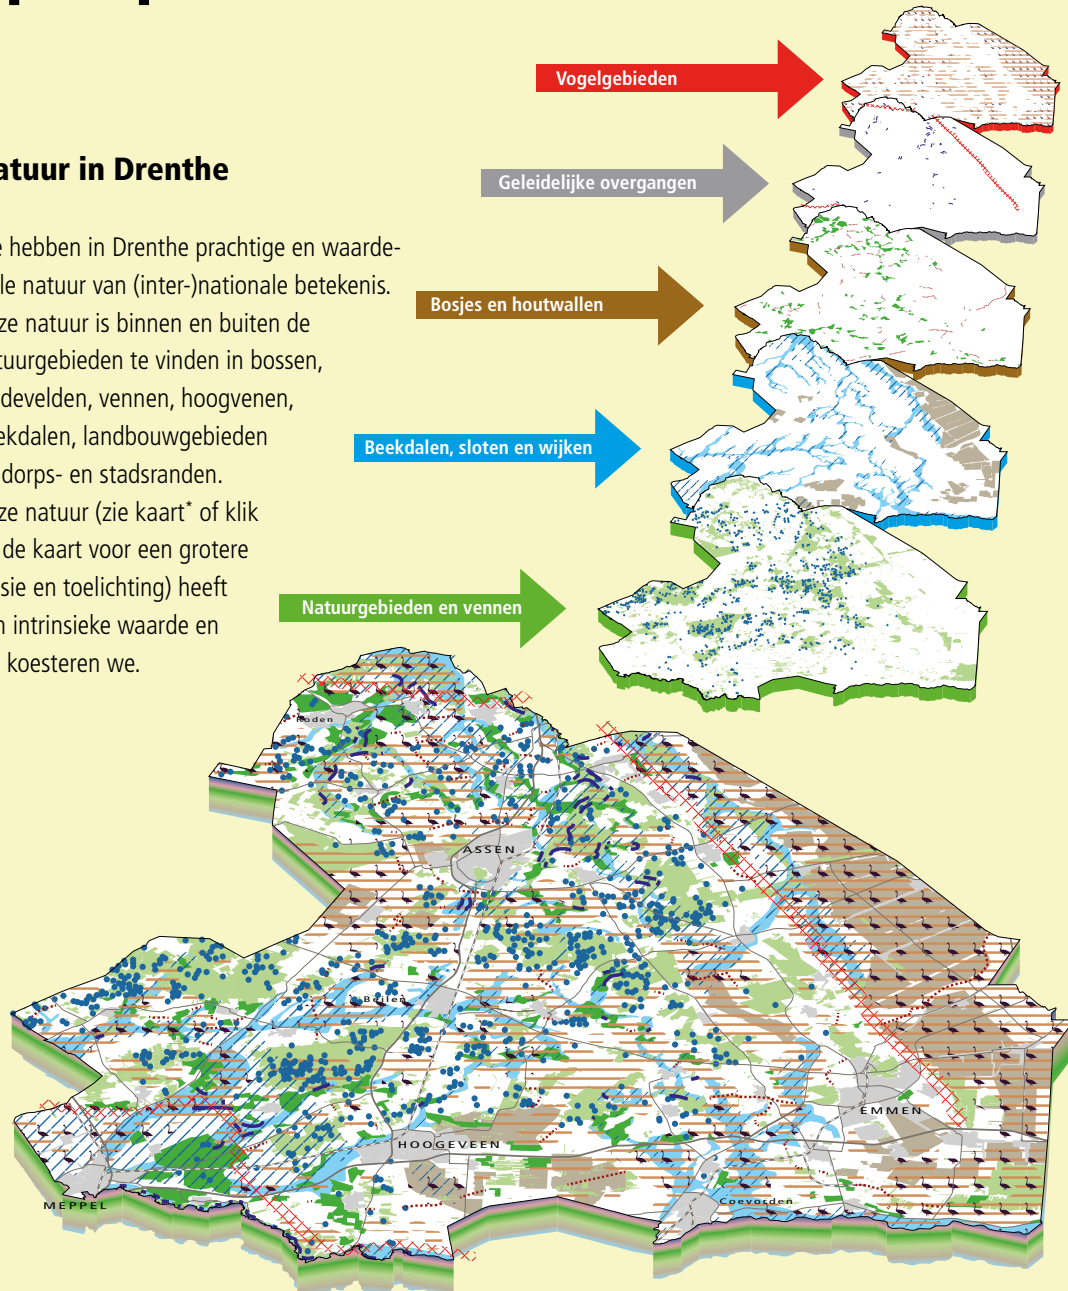 atuur in Drenthe
e hebben in Drenthe prachtige en waarde-
le natuur van (inter-)nationale betekenis.
ze natuur is binnen en buiten de
tuurgebieden te vinden in bossen,
develden, vennen, hoogvenen,
ekdalen, landbouwgebieden
dorps- en stadsranden.
ze natuur (zie kaart* of klik
de kaart voor een grotere
sie en toelichting) heeft
n intrinsieke waarde en
koesteren we.
Vogelgebieden
Geleidelijke overgangen
Bosjes en houtwallen
Beekdalen, sloten en wijken
Natuurgebieden en vennen
Roden
ASSEN
Beilen
EMMEN
HOOGEVEEN
MEPPEL
Coevorden